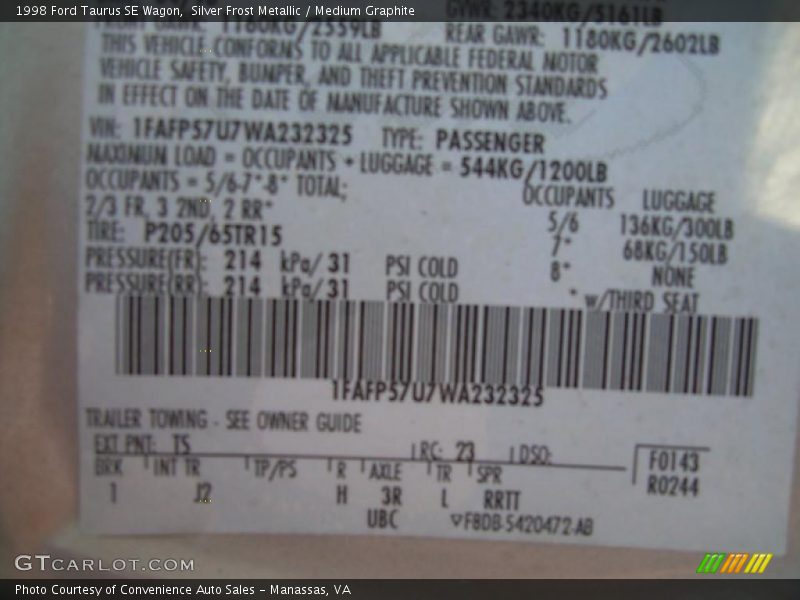 1998 Ford Taurus SE Wagon, Silver Frost Metallic / Medium Graphite
GVWR: 2340KG/5161LB
1160KG/2559LB REAR GAWR: 1180KG/2602LB
THIS VEHICLE CONFORMS TO ALL APPLICABLE FEDERAL MOTOR
VEHICLE SAFETY, BUMPER, AND THEFT PREVENTION STANDARDS
IN EFFECT ON THE DATE OF MANUFACTURE SHOWN ABOVE.
VIN: 1FAFP57U7WA232325 TYPE: PASSENGER
MAXIMUM LOAD = OCCUPANTS + LUGGAGE = 544KG/1200LB
OCCUPANTS = 5/6-7*-8* TOTAL; OCCUPANTS LUGGAGE
2/3 FR, 3 2ND, 2 RR* 5/6 136KG/300LB
TIRE: P205/65TR15 7* 68KG/150LB
PRESSURE(FR): 214 kPa/ 31 PSI COLD 8* NONE
PRESSURE(RR): 214 kPa/ 31 PSI COLD * w/THIRD SEAT
1FAFP57U7WA232325
TRAILER TOWING - SEE OWNER GUIDE
EXT PNT: TS RC: 23 DSO: F0143
BRK INT TR TP/PS R AXLE TR SPR R0244
1 J2 H 3R L RRTT
UBC F8DB-5420472-AB
GTCARLOT.COM
Photo Courtesy of Convenience Auto Sales – Manassas, VA